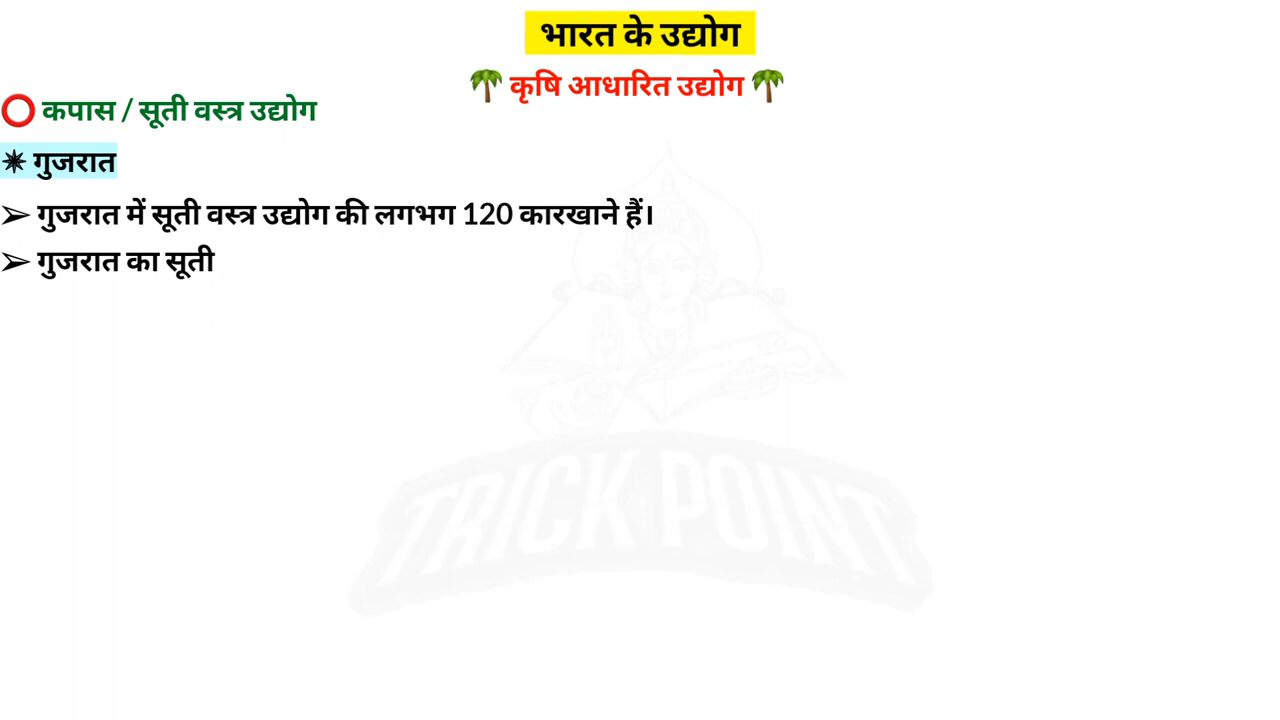 भारत के उद्योग
🌴 कृषि आधारित उद्योग 🌴
⭕ कपास / सूती वस्त्र उद्योग
✴ गुजरात
➢ गुजरात में सूती वस्त्र उद्योग की लगभग 120 कारखाने हैं।
➢ गुजरात का सूती
TRICK POINT